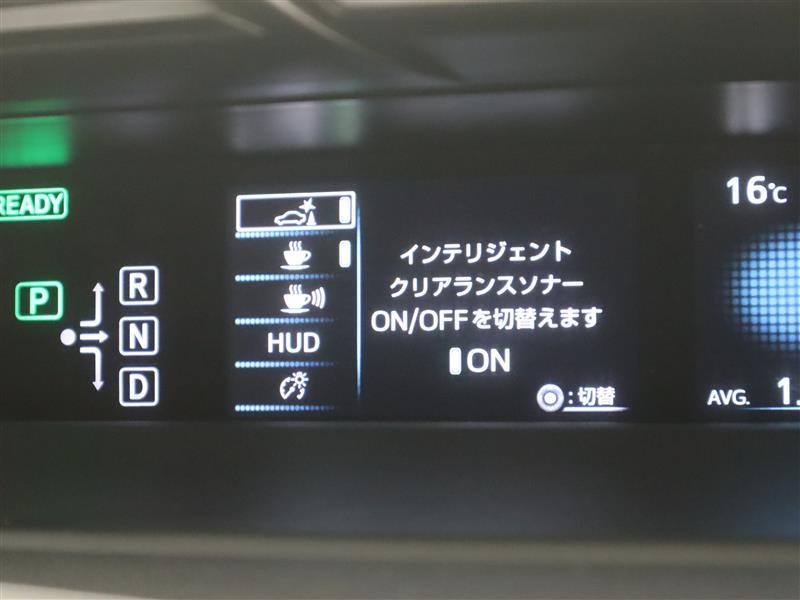 READY
P
R
N
D
HUD
インテリジェント
クリアランスソナー
ON/OFFを切替えます
ON
:切替
16℃
AVG. 1.